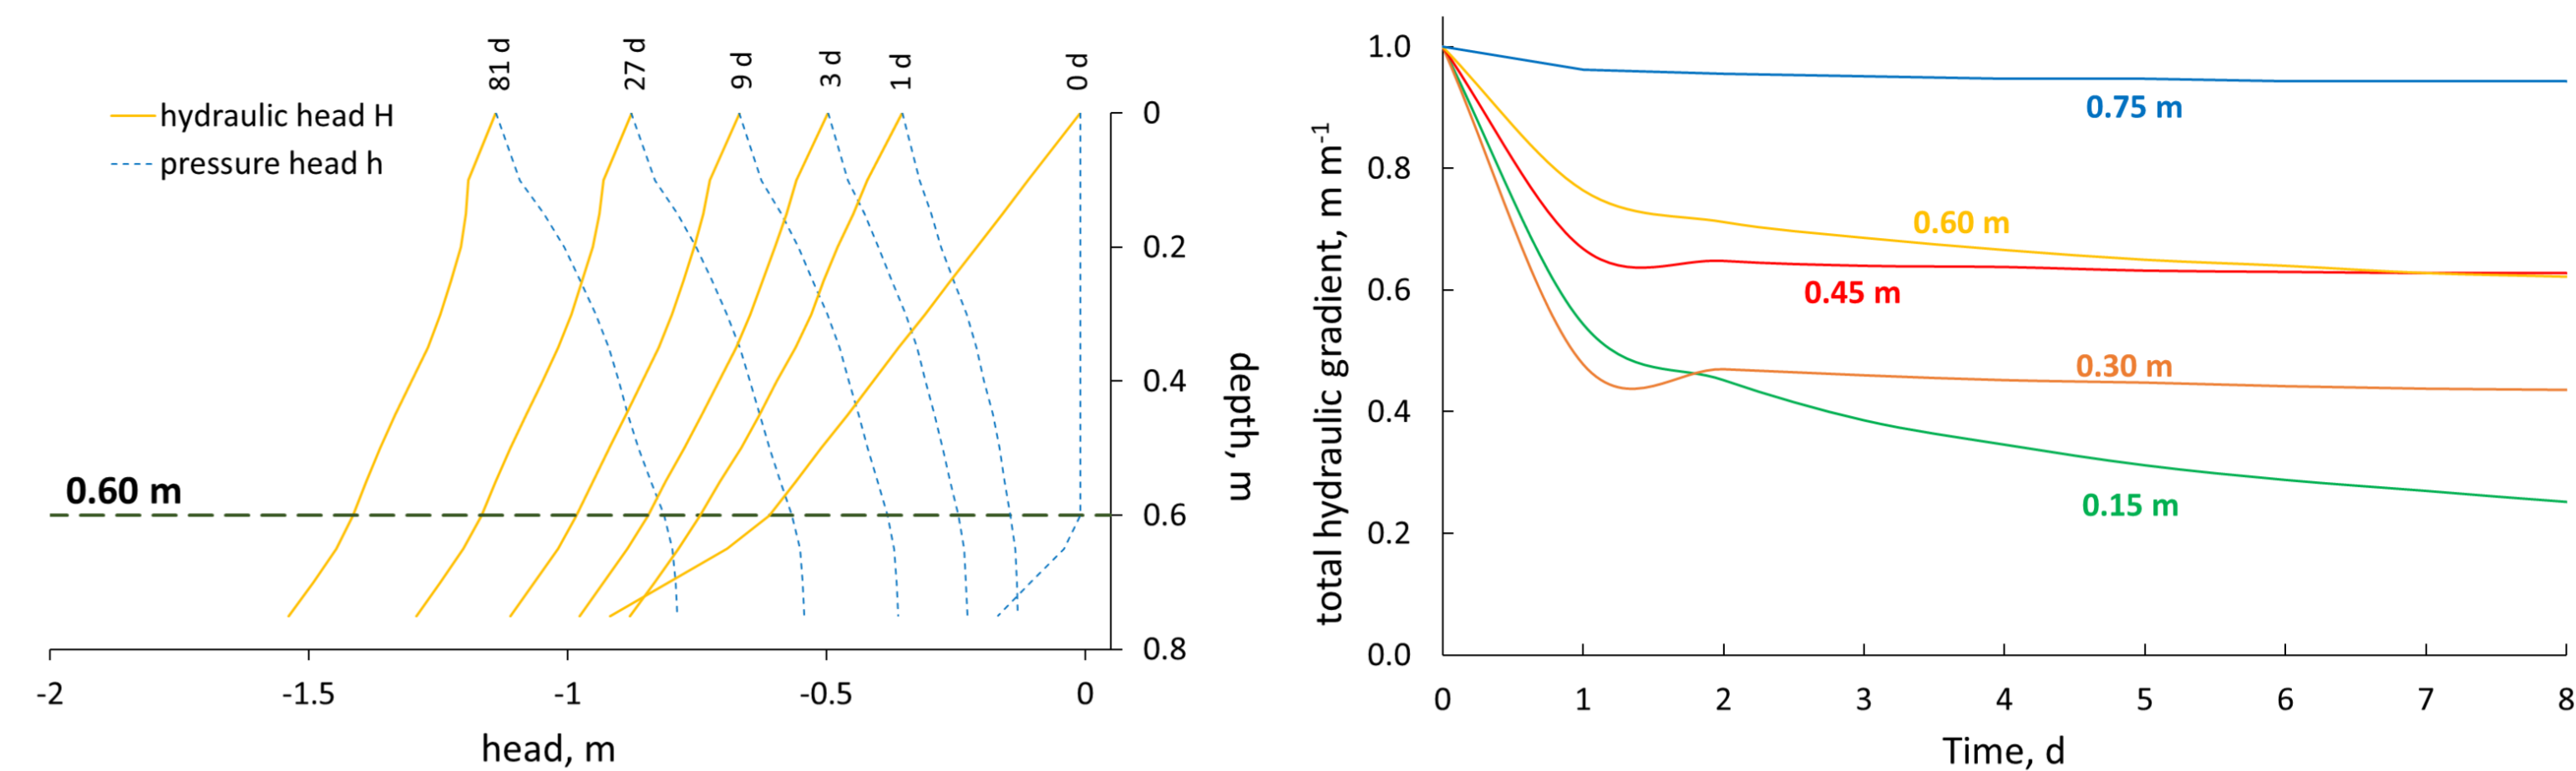 81 d
27 d
9 d
3 d
1 d
0 d
hydraulic head H
pressure head h
0
0.2
0.4
0.6
0.8
depth, m
0.60 m
-2
-1.5
-1
-0.5
0
head, m
total hydraulic gradient, m m-1
1.0
0.8
0.6
0.4
0.2
0.0
0.75 m
0.60 m
0.45 m
0.30 m
0.15 m
0
1
2
3
4
5
6
7
8
Time, d